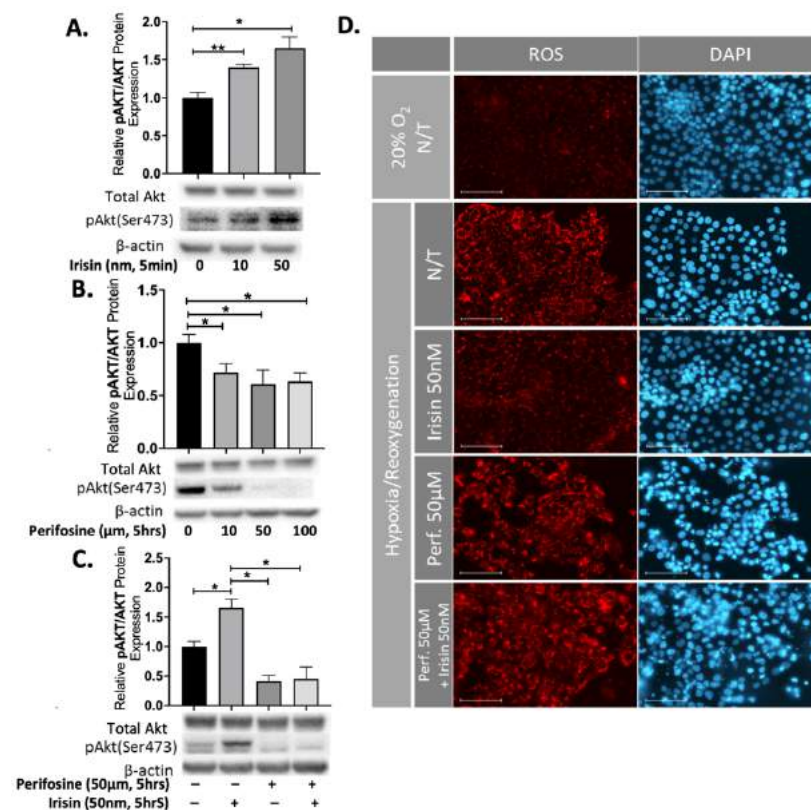 A.
Relative pAKT/AKT Protein
Expression
2.0
1.5
1.0
0.5
0.0
**
*
Total Akt
pAkt(Ser473)
β-actin
Irisin (nm, 5min) 0 10 50
B.
Relative pAKT/AKT Protein
Expression
1.5
1.0
0.5
0.0
*
*
*
Total Akt
pAkt(Ser473)
β-actin
Perifosine (µm, 5hrs) 0 10 50 100
C.
Relative pAKT/AKT Protein
Expression
2.5
2.0
1.5
1.0
0.5
0.0
*
*
*
Total Akt
pAkt(Ser473)
β-actin
Perifosine (50µm, 5hrs) – – + +
Irisin (50nm, 5hrS) – + – +
D.
ROS DAPI
20% O₂
N/T
Hypoxia/Reoxygenation
N/T
Irisin 50nM
Perf. 50µM
Perf. 50µM
+ Irisin 50nM